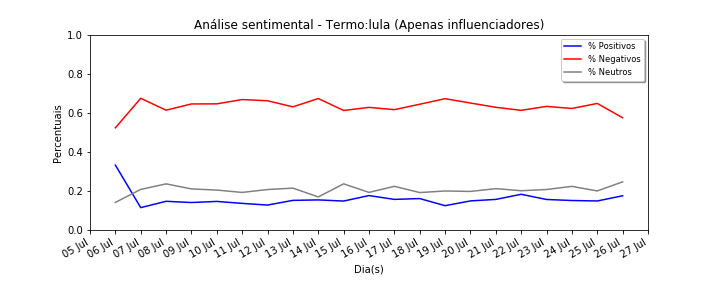 Análise sentimental - Termo:lula (Apenas influenciadores)
1.0
0.8
0.6
0.4
0.2
0.0
Percentuais
% Positivos
% Negativos
% Neutros
05 Jul
06 Jul
07 Jul
08 Jul
09 Jul
10 Jul
11 Jul
12 Jul
13 Jul
14 Jul
15 Jul
16 Jul
17 Jul
18 Jul
19 Jul
20 Jul
21 Jul
22 Jul
23 Jul
24 Jul
25 Jul
26 Jul
27 Jul
Dia(s)